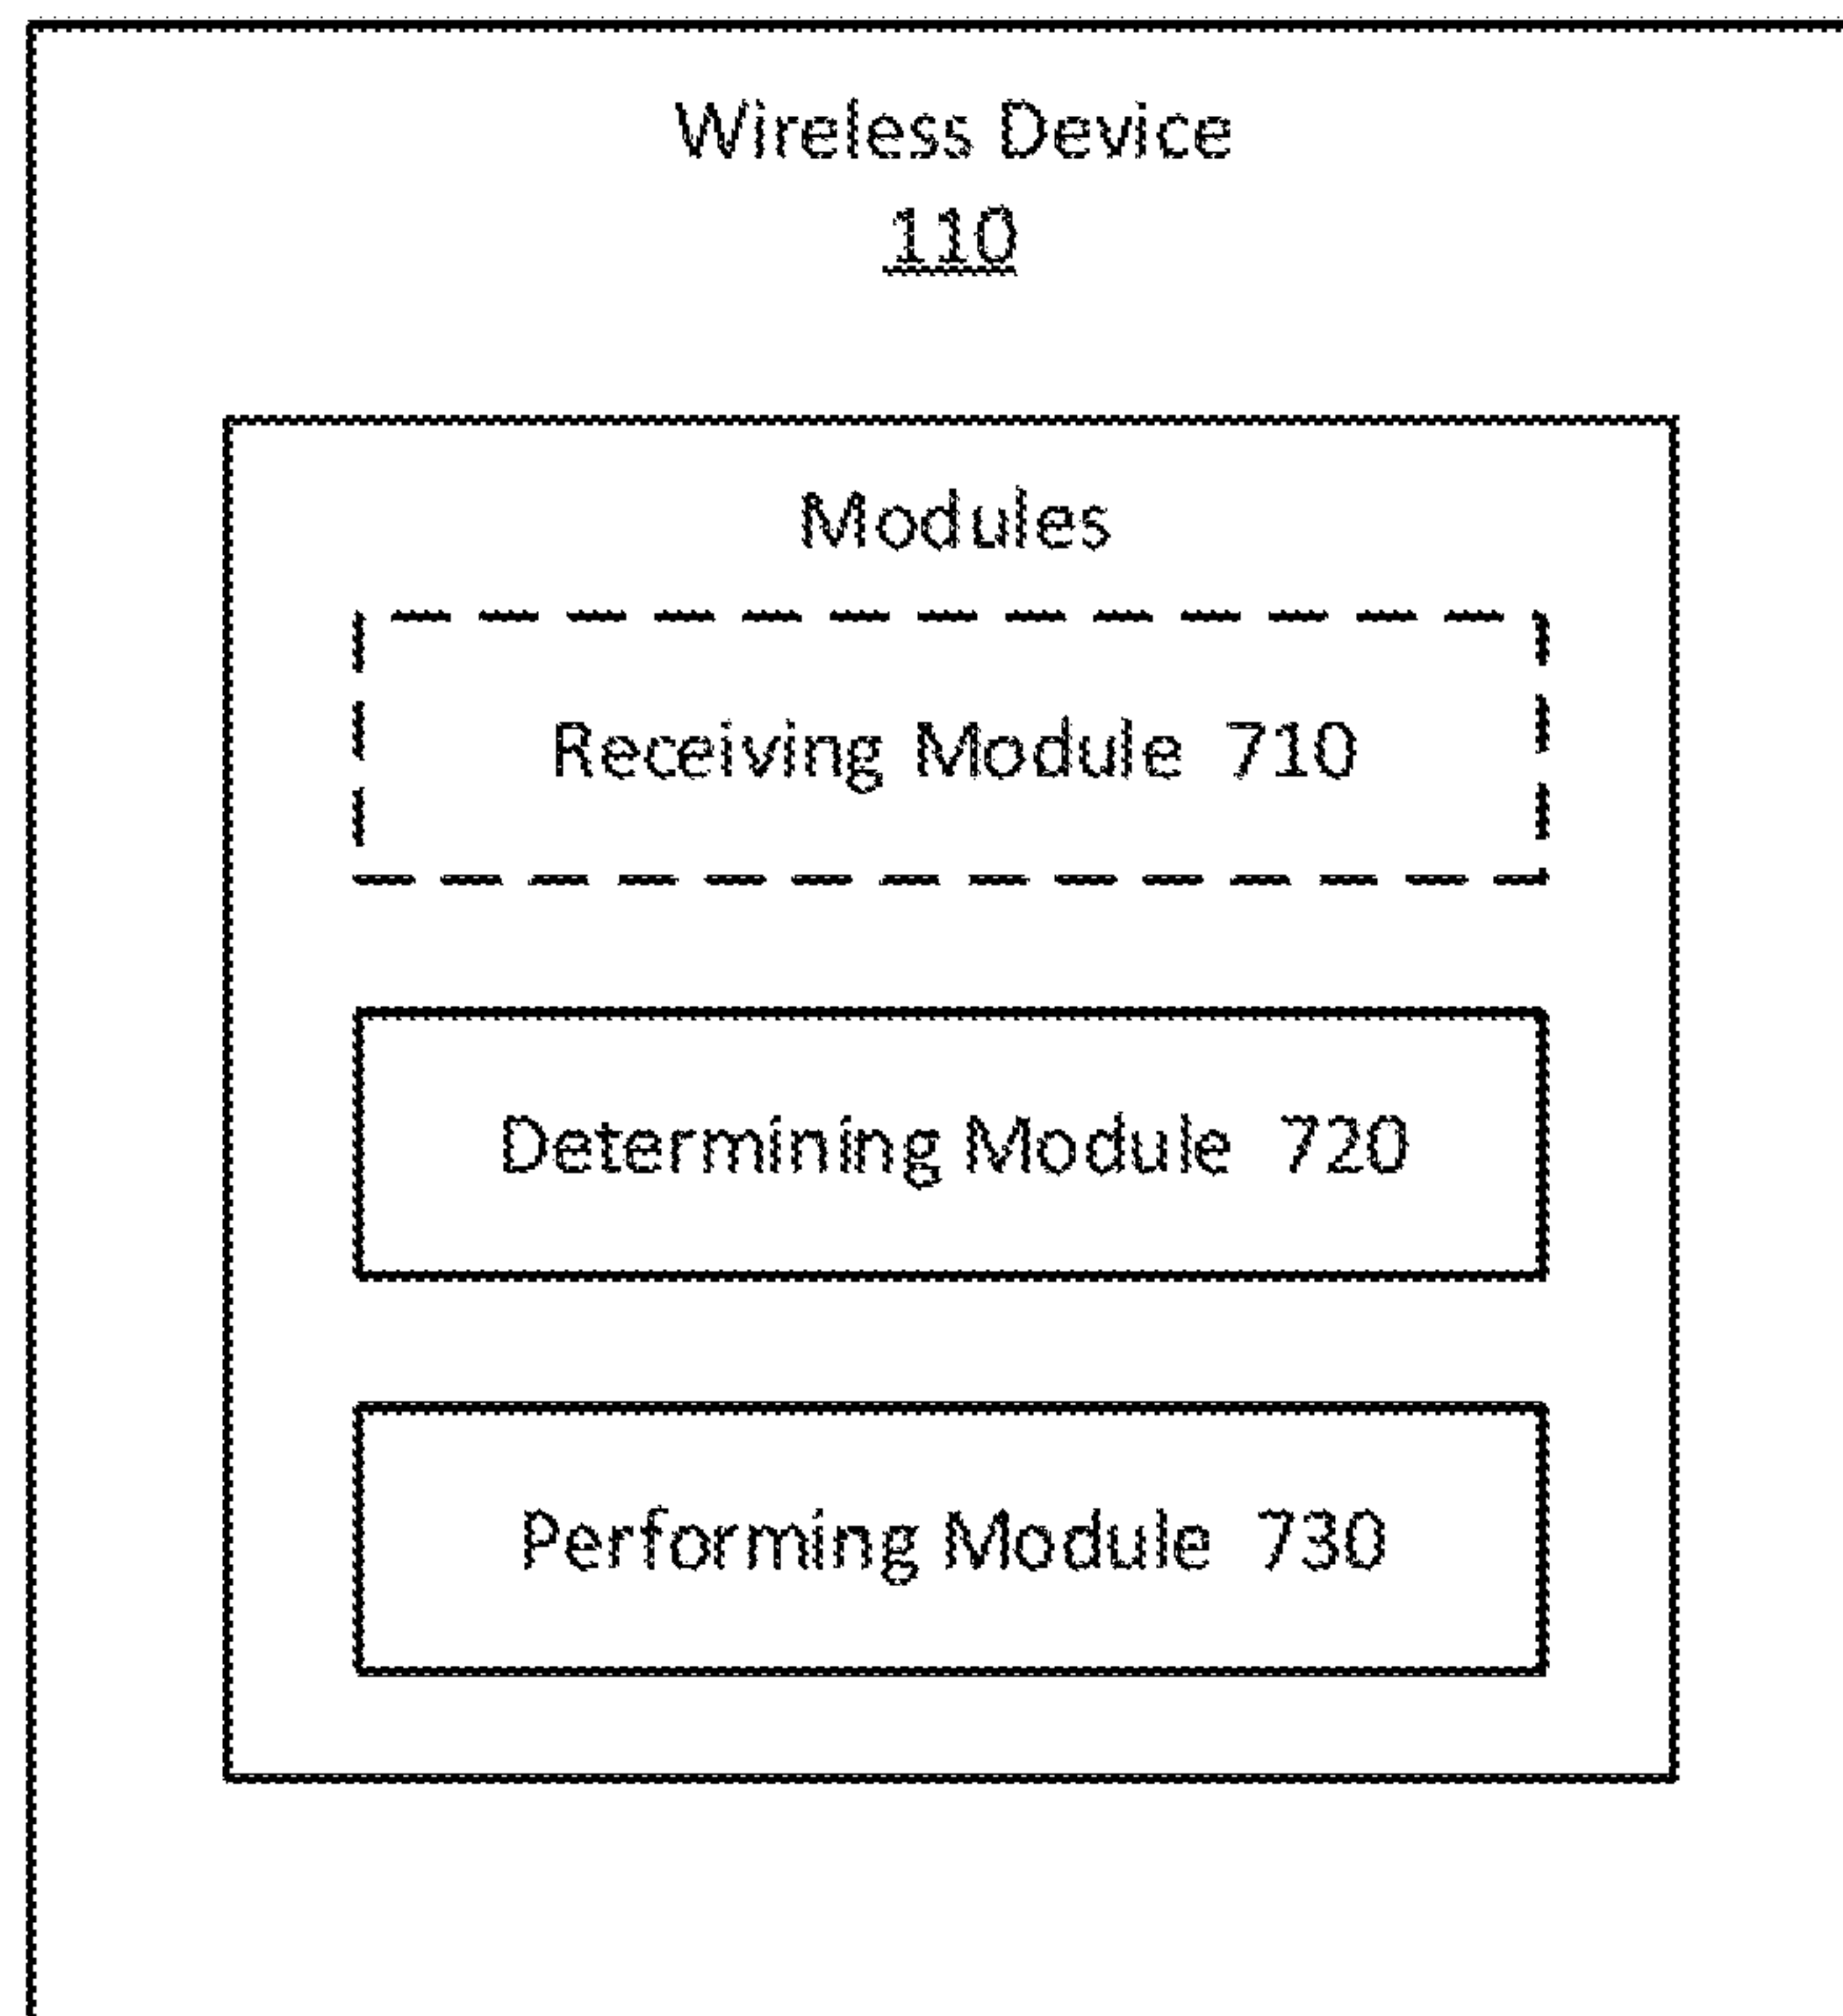 Wireless Device
110
Modules
Receiving Module 710
Determining Module 720
Performing Module 730